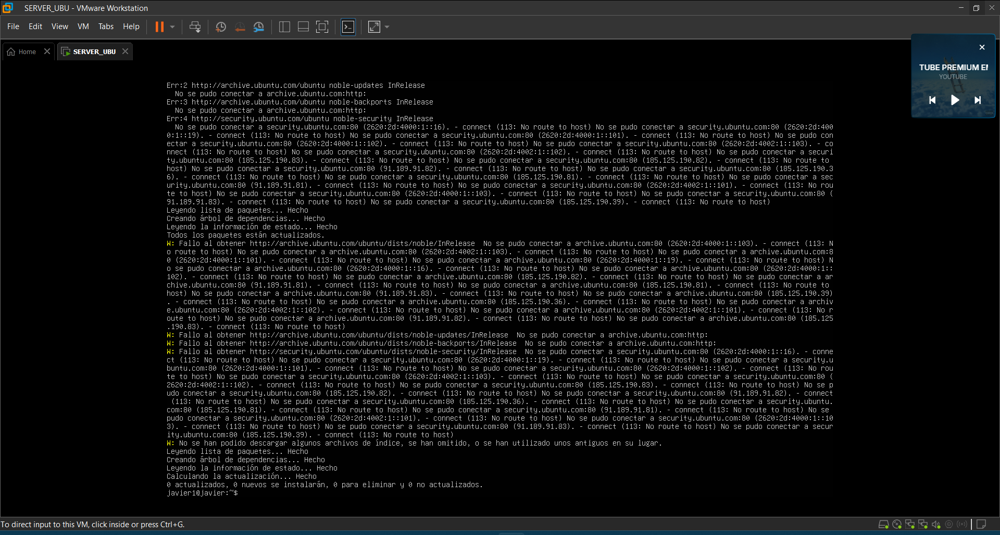 SERVER_UBU - VMware Workstation
File Edit View VM Tabs Help
Home SERVER_UBU
TUBE PREMIUM EI
YOUTUBE
Err:2 http://archive.ubuntu.com/ubuntu noble-updates InRelease
No se pudo conectar a archive.ubuntu.com:http:
Err:3 http://archive.ubuntu.com/ubuntu noble-backports InRelease
No se pudo conectar a archive.ubuntu.com:http:
Err:4 http://security.ubuntu.com/ubuntu noble-security InRelease
No se pudo conectar a security.ubuntu.com:80 (2620:2d:4000:1::16). - connect (113: No route to host) No se pudo conectar a security.ubuntu.com:80 (2620:2d:400
0:1::19). - connect (113: No route to host) No se pudo conectar a security.ubuntu.com:80 (2620:2d:4000:1::101). - connect (113: No route to host) No se pudo con
ectar a security.ubuntu.com:80 (2620:2d:4000:1::102). - connect (113: No route to host) No se pudo conectar a security.ubuntu.com:80 (2620:2d:4002:1::103). - co
nnect (113: No route to host) No se pudo conectar a security.ubuntu.com:80 (2620:2d:4002:1::102). - connect (113: No route to host) No se pudo conectar a securi
ty.ubuntu.com:80 (185.125.190.83). - connect (113: No route to host) No se pudo conectar a security.ubuntu.com:80 (185.125.190.82). - connect (113: No route to
host) No se pudo conectar a security.ubuntu.com:80 (91.189.91.82). - connect (113: No route to host) No se pudo conectar a security.ubuntu.com:80 (185.125.190.3
6). - connect (113: No route to host) No se pudo conectar a security.ubuntu.com:80 (185.125.190.81). - connect (113: No route to host) No se pudo conectar a sec
urity.ubuntu.com:80 (91.189.91.81). - connect (113: No route to host) No se pudo conectar a security.ubuntu.com:80 (2620:2d:4002:1::101). - connect (113: No rou
te to host) No se pudo conectar a security.ubuntu.com:80 (2620:2d:4000:1::103). - connect (113: No route to host) No se pudo conectar a security.ubuntu.com:80 (
91.189.91.83). - connect (113: No route to host) No se pudo conectar a security.ubuntu.com:80 (185.125.190.39). - connect (113: No route to host)
Leyendo lista de paquetes... Hecho
Creando árbol de dependencias... Hecho
Leyendo la información de estado... Hecho
Todos los paquetes están actualizados.
W: Fallo al obtener http://archive.ubuntu.com/ubuntu/dists/noble/InRelease No se pudo conectar a archive.ubuntu.com:80 (2620:2d:4000:1::103). - connect (113: N
o route to host) No se pudo conectar a archive.ubuntu.com:80 (2620:2d:4002:1::103). - connect (113: No route to host) No se pudo conectar a archive.ubuntu.com:8
0 (2620:2d:4000:1::101). - connect (113: No route to host) No se pudo conectar a archive.ubuntu.com:80 (2620:2d:4000:1::19). - connect (113: No route to host) N
o se pudo conectar a archive.ubuntu.com:80 (2620:2d:4000:1::16). - connect (113: No route to host) No se pudo conectar a archive.ubuntu.com:80 (2620:2d:4000:1::
102). - connect (113: No route to host) No se pudo conectar a archive.ubuntu.com:80 (185.125.190.82). - connect (113: No route to host) No se pudo conectar a ar
chive.ubuntu.com:80 (91.189.91.81). - connect (113: No route to host) No se pudo conectar a archive.ubuntu.com:80 (185.125.190.81). - connect (113: No route to
host) No se pudo conectar a archive.ubuntu.com:80 (91.189.91.83). - connect (113: No route to host) No se pudo conectar a archive.ubuntu.com:80 (185.125.190.39)
. - connect (113: No route to host) No se pudo conectar a archive.ubuntu.com:80 (185.125.190.36). - connect (113: No route to host) No se pudo conectar a archiv
e.ubuntu.com:80 (2620:2d:4002:1::102). - connect (113: No route to host) No se pudo conectar a archive.ubuntu.com:80 (2620:2d:4002:1::101). - connect (113: No r
oute to host) No se pudo conectar a archive.ubuntu.com:80 (91.189.91.82). - connect (113: No route to host) No se pudo conectar a archive.ubuntu.com:80 (185.125
.190.83). - connect (113: No route to host)
W: Fallo al obtener http://archive.ubuntu.com/ubuntu/dists/noble-updates/InRelease No se pudo conectar a archive.ubuntu.com:http:
W: Fallo al obtener http://archive.ubuntu.com/ubuntu/dists/noble-backports/InRelease No se pudo conectar a archive.ubuntu.com:http:
W: Fallo al obtener http://security.ubuntu.com/ubuntu/dists/noble-security/InRelease No se pudo conectar a security.ubuntu.com:80 (2620:2d:4000:1::16). - conne
ct (113: No route to host) No se pudo conectar a security.ubuntu.com:80 (2620:2d:4000:1::19). - connect (113: No route to host) No se pudo conectar a security.u
buntu.com:80 (2620:2d:4000:1::101). - connect (113: No route to host) No se pudo conectar a security.ubuntu.com:80 (2620:2d:4000:1::102). - connect (113: No rou
te to host) No se pudo conectar a security.ubuntu.com:80 (2620:2d:4002:1::103). - connect (113: No route to host) No se pudo conectar a security.ubuntu.com:80 (
2620:2d:4002:1::102). - connect (113: No route to host) No se pudo conectar a security.ubuntu.com:80 (185.125.190.83). - connect (113: No route to host) No se p
udo conectar a security.ubuntu.com:80 (185.125.190.82). - connect (113: No route to host) No se pudo conectar a security.ubuntu.com:80 (91.189.91.82). - connect
(113: No route to host) No se pudo conectar a security.ubuntu.com:80 (185.125.190.36). - connect (113: No route to host) No se pudo conectar a security.ubuntu.
com:80 (185.125.190.81). - connect (113: No route to host) No se pudo conectar a security.ubuntu.com:80 (91.189.91.81). - connect (113: No route to host) No se
pudo conectar a security.ubuntu.com:80 (2620:2d:4002:1::101). - connect (113: No route to host) No se pudo conectar a security.ubuntu.com:80 (2620:2d:4000:1::10
3). - connect (113: No route to host) No se pudo conectar a security.ubuntu.com:80 (91.189.91.83). - connect (113: No route to host) No se pudo conectar a secur
ity.ubuntu.com:80 (185.125.190.39). - connect (113: No route to host)
W: No se han podido descargar algunos archivos de índice, se han omitido, o se han utilizado unos antiguos en su lugar.
Leyendo lista de paquetes... Hecho
Creando árbol de dependencias... Hecho
Leyendo la información de estado... Hecho
Calculando la actualización... Hecho
0 actualizados, 0 nuevos se instalarán, 0 para eliminar y 0 no actualizados.
javier1@javier:~$
To direct input to this VM, click inside or press Ctrl+G.